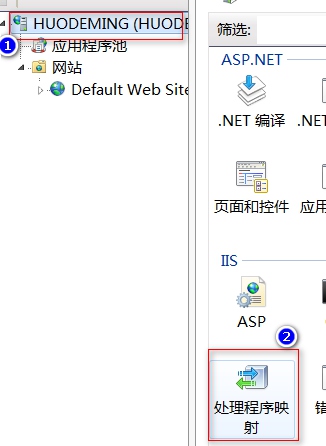 HUODEMING (HUODE
1
应用程序池
网站
Default Web Site
筛选:
ASP.NET
.NET 编译
.NE
页面和控件
应用
IIS
ASP
2
处理程序映
射
错